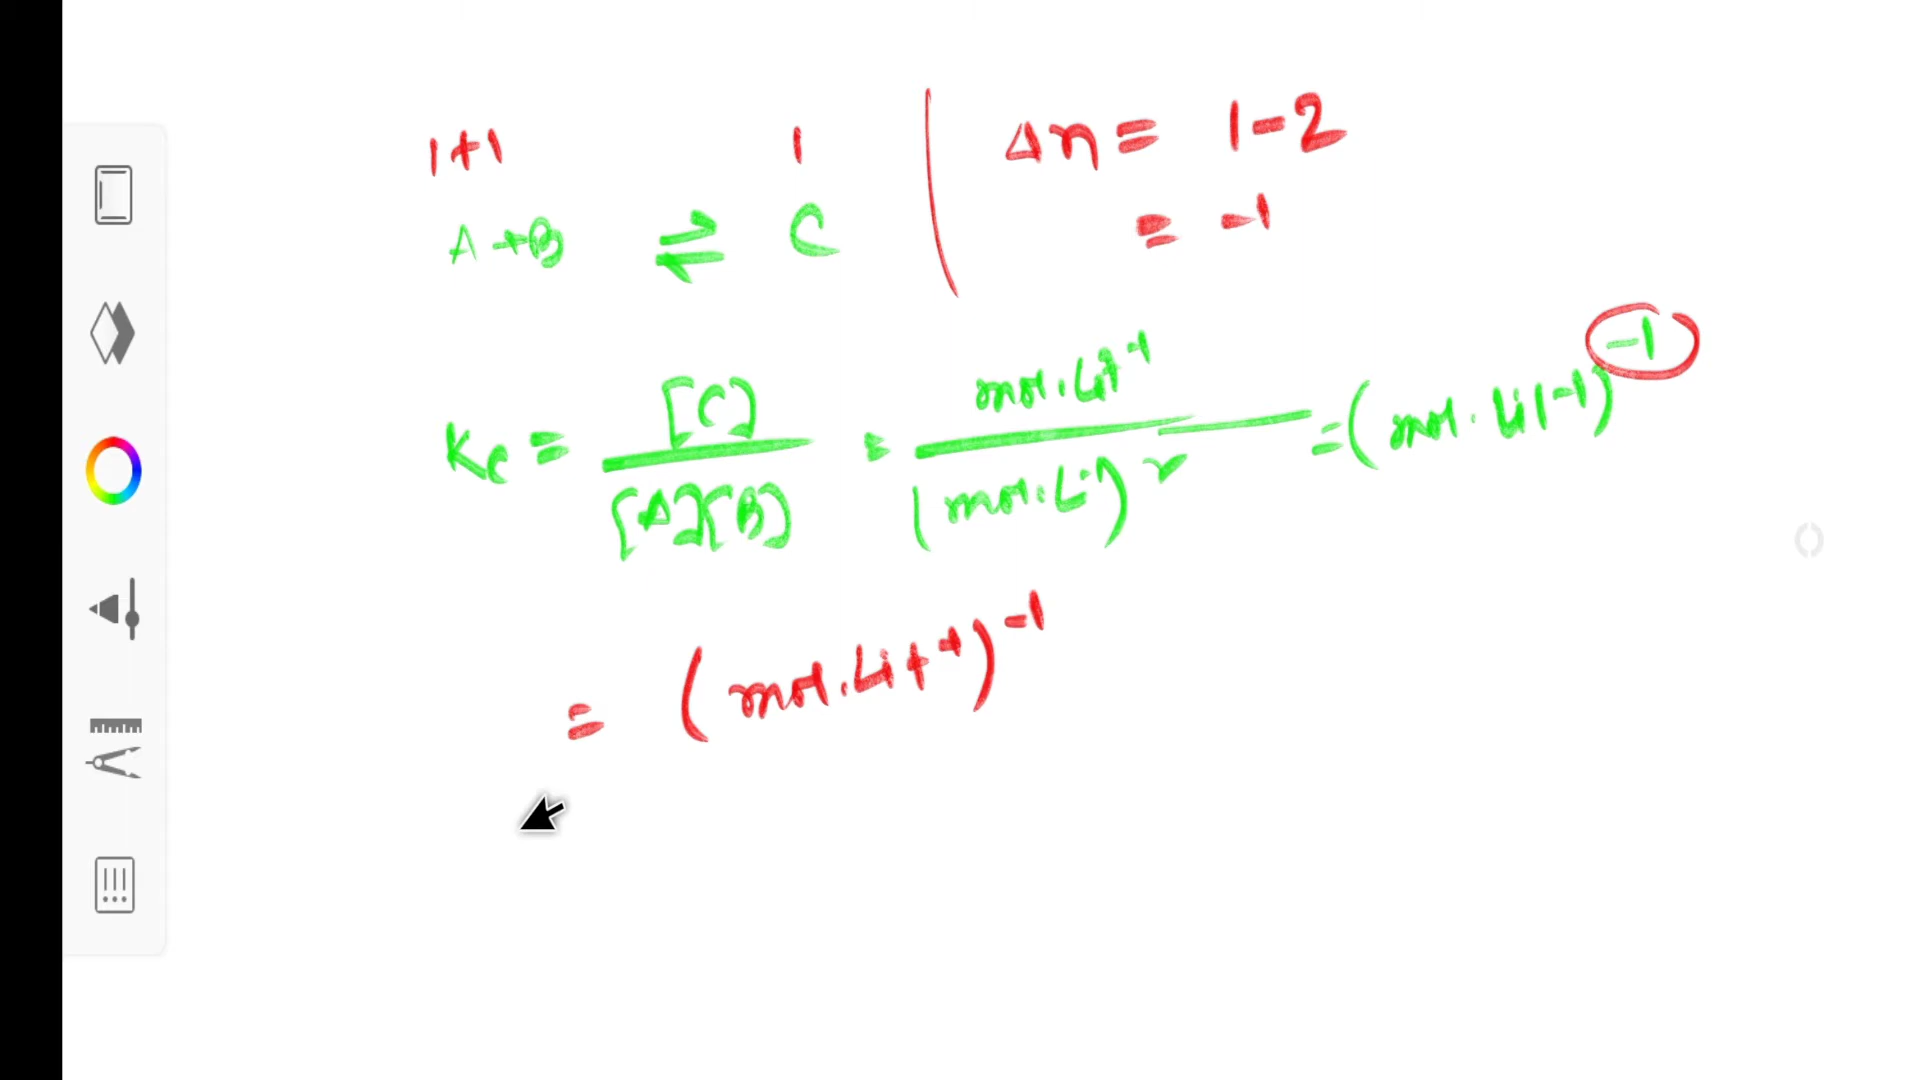 1+1 1 | Δn = 1-2
A+B ⇌ C = -1
Kc = [C] / [A][B] = mol.Lit⁻¹ / (mol.Li⁻¹)² = (mol.Lit⁻¹)⁻¹
= (mol.Lit⁻¹)⁻¹